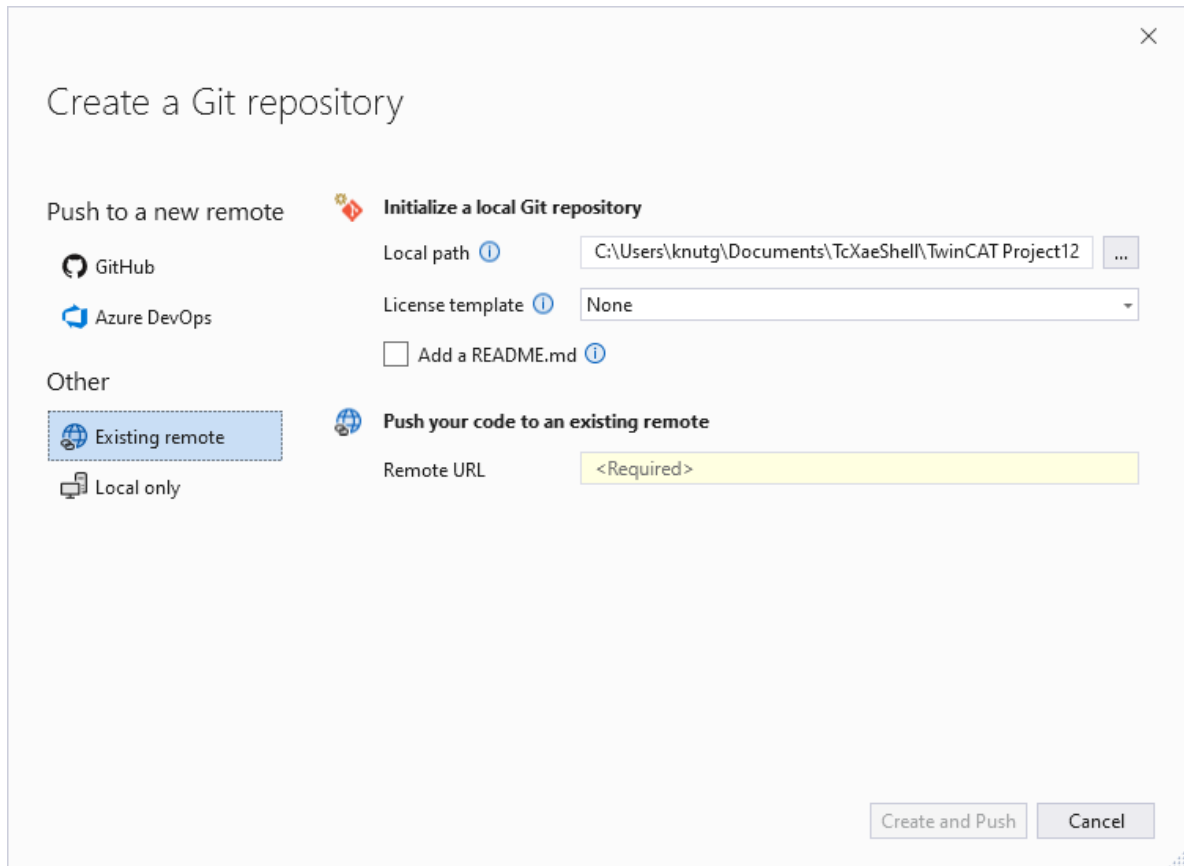 Create a Git repository
Push to a new remote
GitHub
Azure DevOps
Other
Existing remote
Local only
Initialize a local Git repository
Local path
C:\Users\knutg\Documents\TcXaeShell\TwinCAT Project12
...
License template
None
Add a README.md
Push your code to an existing remote
Remote URL
<Required>
Create and Push
Cancel